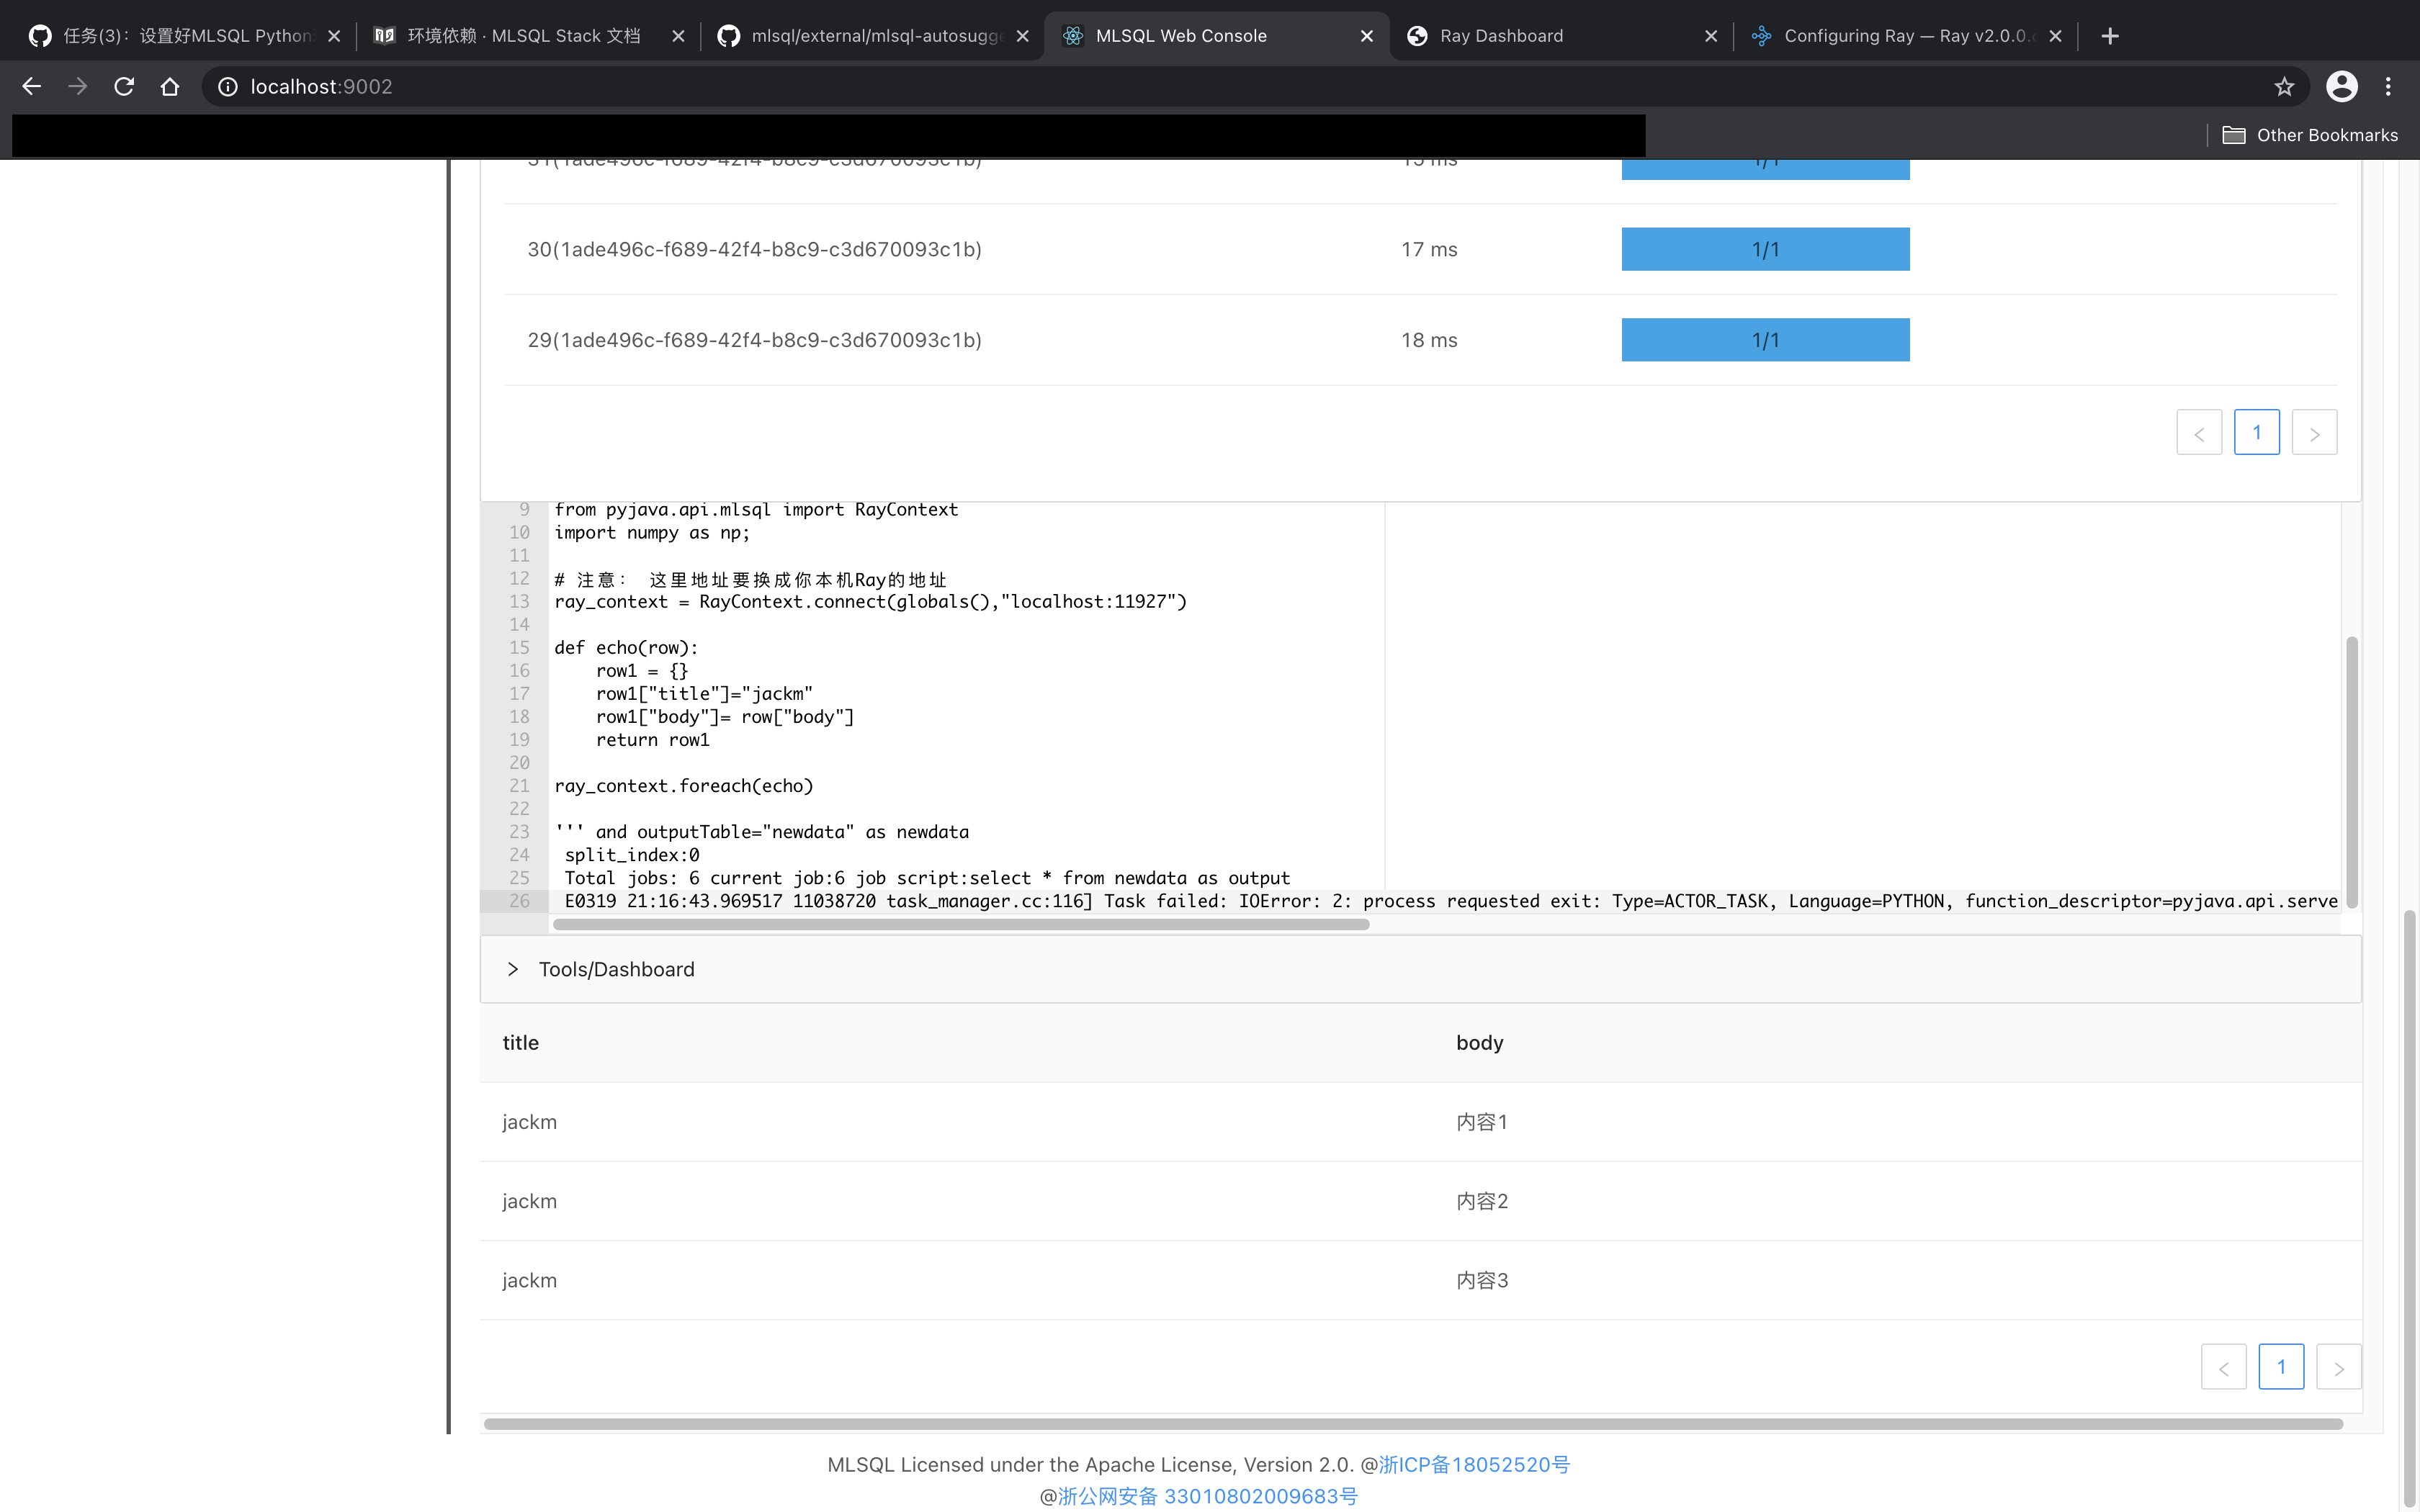 任务(3)：设置好MLSQL Python
环境依赖 · MLSQL Stack 文档
mlsql/external/mlsql-autosugge
MLSQL Web Console
Ray Dashboard
Configuring Ray — Ray v2.0.0.
localhost:9002
Other Bookmarks
31(1ade496c-f689-42f4-b8c9-c3d670093c1b) 15 ms 1/1
30(1ade496c-f689-42f4-b8c9-c3d670093c1b) 17 ms 1/1
29(1ade496c-f689-42f4-b8c9-c3d670093c1b) 18 ms 1/1
< 1 >
9 from pyjava.api.mlsql import RayContext
10 import numpy as np;
11
12 # 注意： 这里地址要换成你本机Ray的地址
13 ray_context = RayContext.connect(globals(),"localhost:11927")
14
15 def echo(row):
16 row1 = {}
17 row1["title"]="jackm"
18 row1["body"]= row["body"]
19 return row1
20
21 ray_context.foreach(echo)
22
23 ''' and outputTable="newdata" as newdata
24 split_index:0
25 Total jobs: 6 current job:6 job script:select * from newdata as output
26 E0319 21:16:43.969517 11038720 task_manager.cc:116] Task failed: IOError: 2: process requested exit: Type=ACTOR_TASK, Language=PYTHON, function_descriptor=pyjava.api.serve
> Tools/Dashboard
title body
jackm 内容1
jackm 内容2
jackm 内容3
< 1 >
MLSQL Licensed under the Apache License, Version 2.0. @浙ICP备18052520号
@浙公网安备 33010802009683号